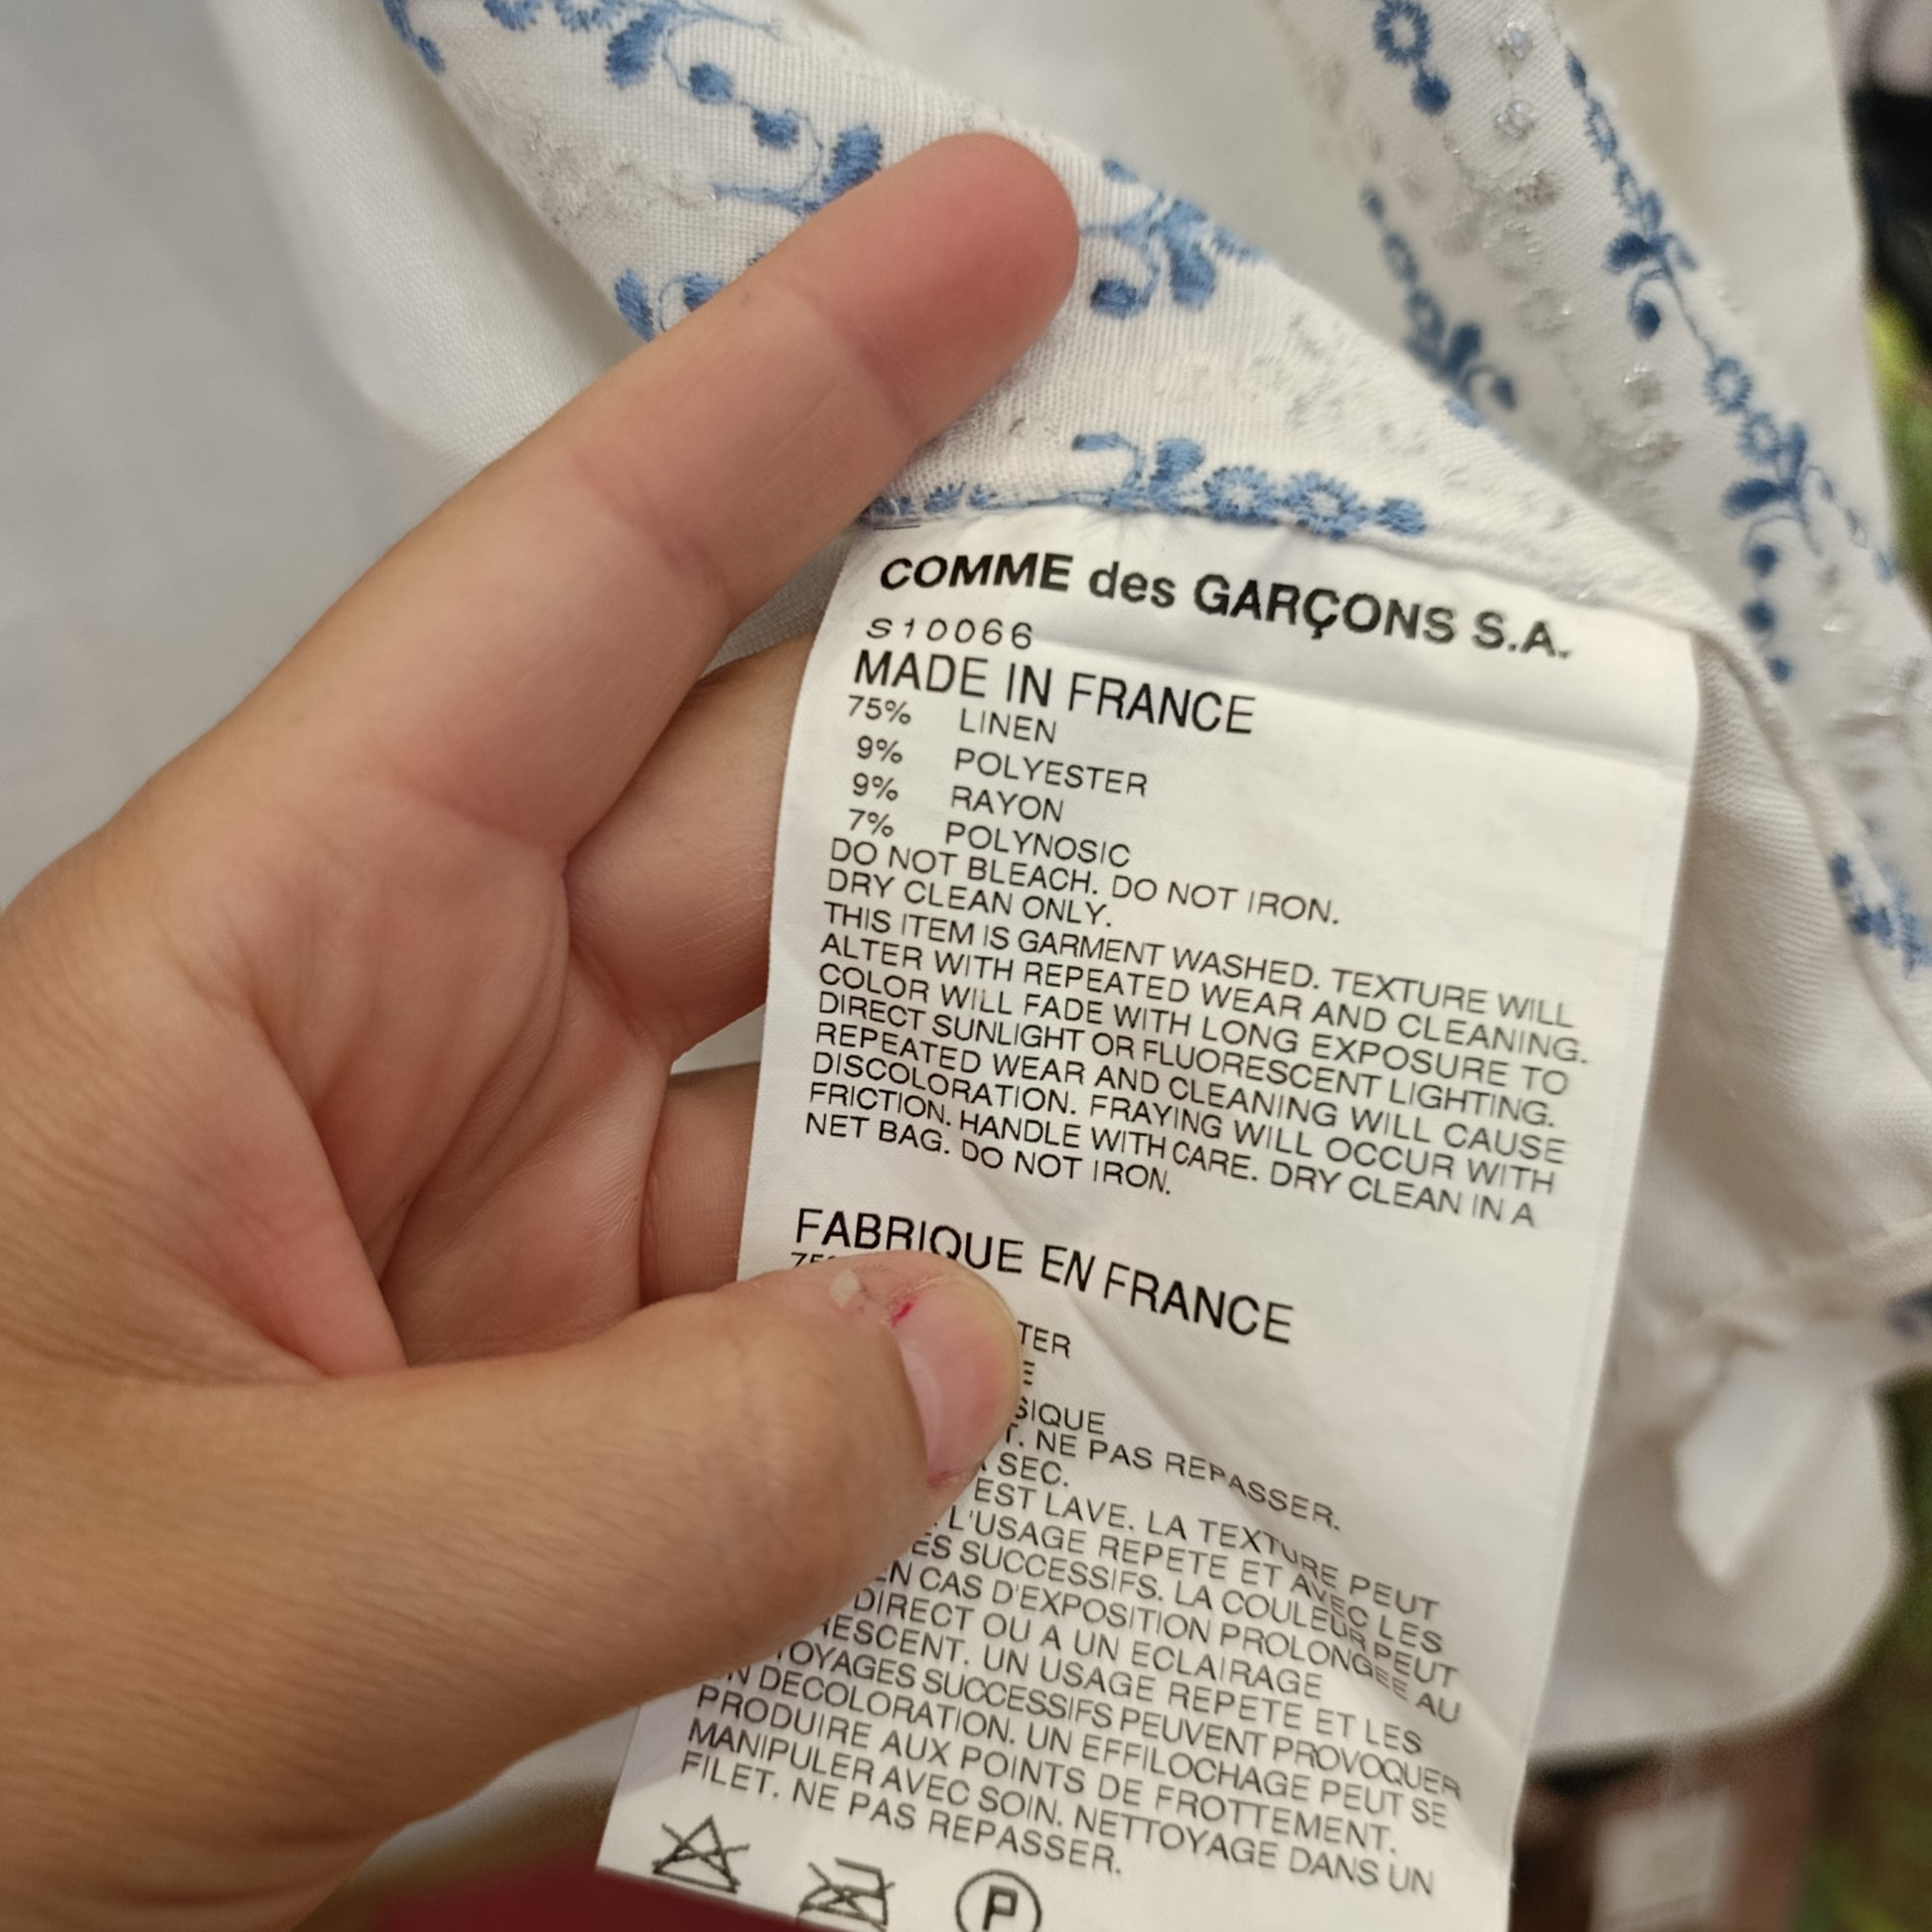 COMME des GARÇONS S.A.
S10066
MADE IN FRANCE
75% LINEN
9% POLYESTER
9% RAYON
7% POLYNOSIC
DO NOT BLEACH. DO NOT IRON.
DRY CLEAN ONLY.
THIS ITEM IS GARMENT WASHED. TEXTURE WILL
ALTER WITH REPEATED WEAR AND CLEANING.
COLOR WILL FADE WITH LONG EXPOSURE TO
DIRECT SUNLIGHT OR FLUORESCENT LIGHTING.
REPEATED WEAR AND CLEANING WILL CAUSE
DISCOLORATION. FRAYING WILL OCCUR WITH
FRICTION. HANDLE WITH CARE. DRY CLEAN IN A
NET BAG. DO NOT IRON.
FABRIQUE EN FRANCE
NE PAS REPASSER.
SEC.
EST LAVE. LA TEXTURE PEUT
L'USAGE REPETE ET AVEC LES
SUCCESSIFS. LA COULEUR PEUT
EN CAS D'EXPOSITION PROLONGEE AU
DIRECT OU A UN ECLAIRAGE
UN USAGE REPETE ET LES
SUCCESSIFS PEUVENT PROVOQUER
DECOLORATION. UN EFFILOCHAGE PEUT SE
PRODUIRE AUX POINTS DE FROTTEMENT.
MANIPULER AVEC SOIN. NETTOYAGE DANS UN
FILET. NE PAS REPASSER.
P